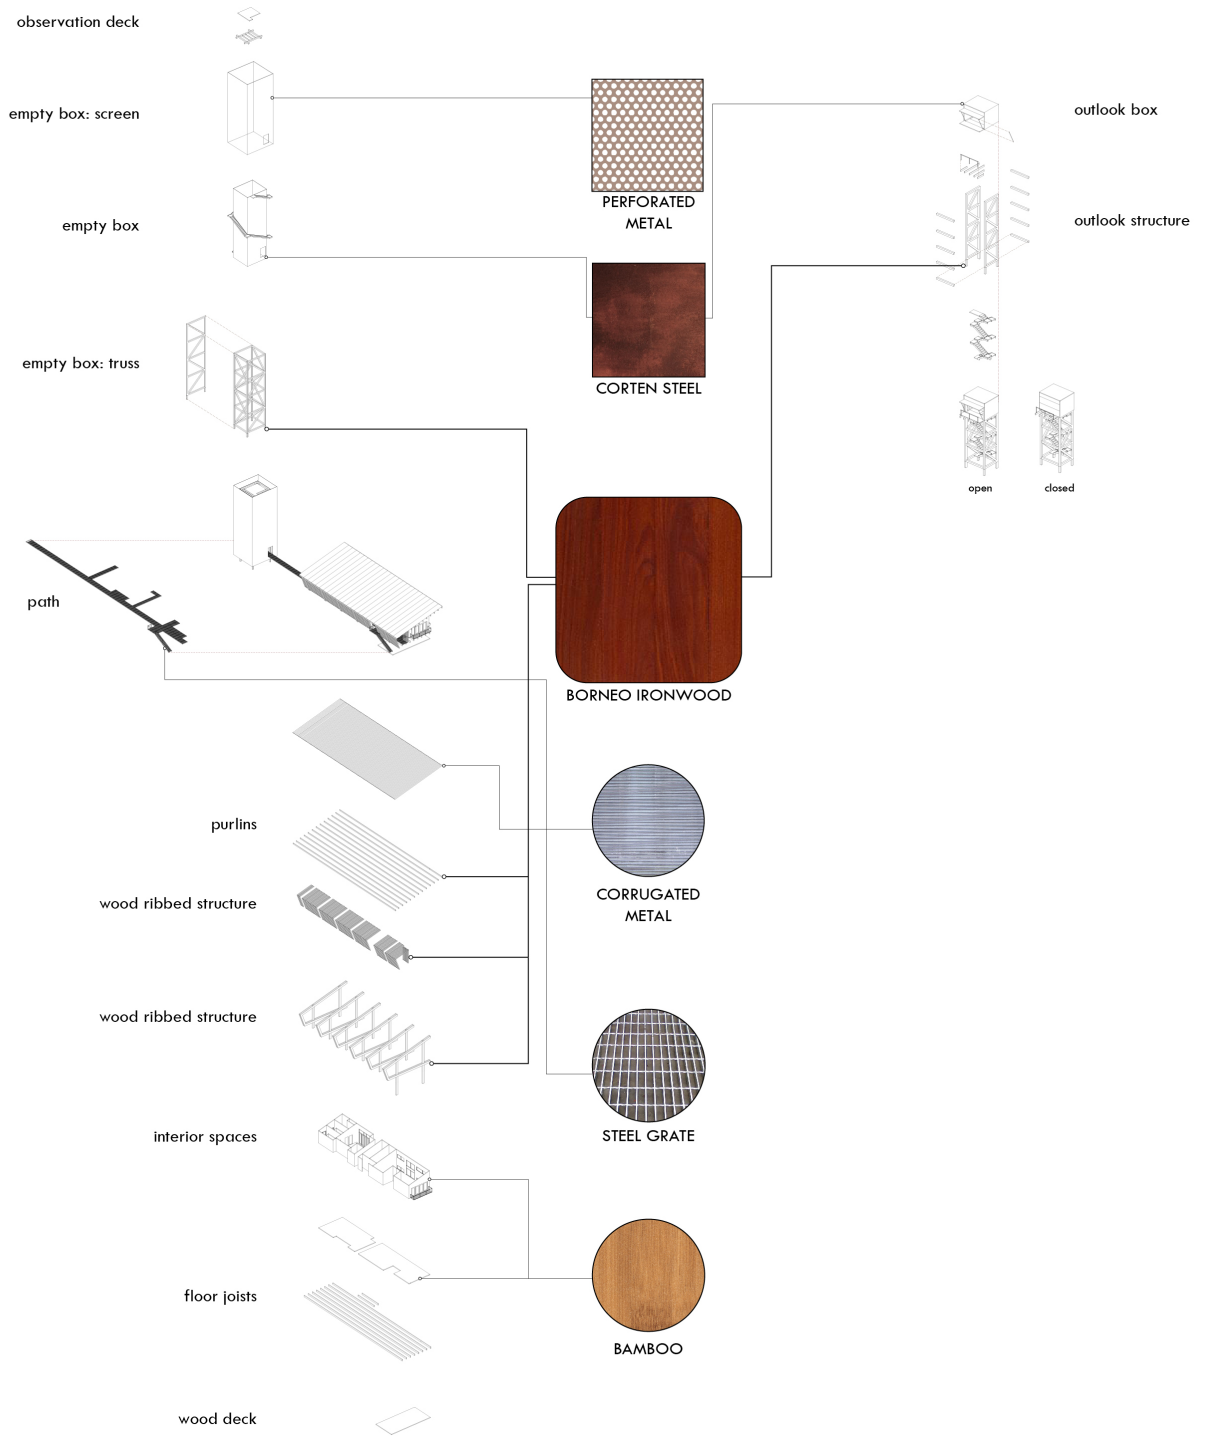 observation deck
empty box: screen
outlook box
PERFORATED
METAL
empty box
outlook structure
empty box: truss
CORTEN STEEL
open
closed
path
BORNEO IRONWOOD
purlins
wood ribbed structure
CORRUGATED
METAL
wood ribbed structure
interior spaces
STEEL GRATE
floor joists
BAMBOO
wood deck